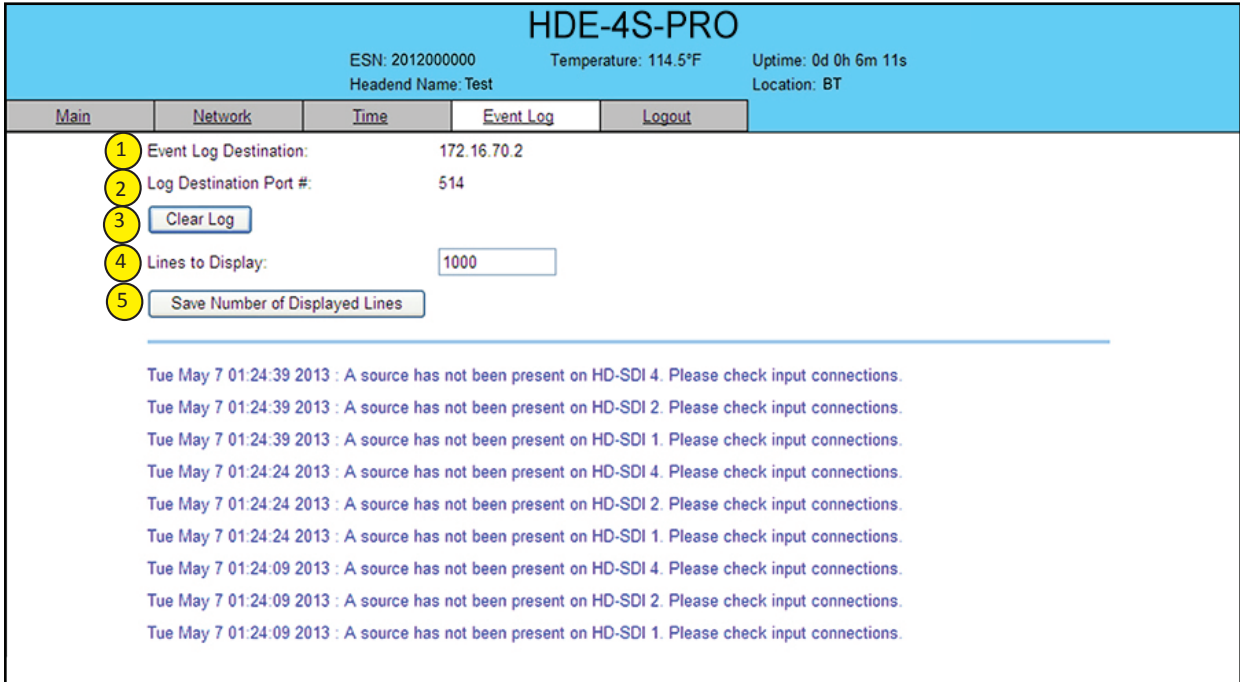 HDE-4S-PRO
ESN: 2012000000 Temperature: 114.5°F Uptime: 0d 0h 6m 11s
Headend Name: Test Location: BT
Main Network Time Event Log Logout
1 Event Log Destination: 172.16.70.2
2 Log Destination Port #: 514
3 Clear Log
4 Lines to Display: 1000
5 Save Number of Displayed Lines
Tue May 7 01:24:39 2013 : A source has not been present on HD-SDI 4. Please check input connections.
Tue May 7 01:24:39 2013 : A source has not been present on HD-SDI 2. Please check input connections.
Tue May 7 01:24:39 2013 : A source has not been present on HD-SDI 1. Please check input connections.
Tue May 7 01:24:24 2013 : A source has not been present on HD-SDI 4. Please check input connections.
Tue May 7 01:24:24 2013 : A source has not been present on HD-SDI 2. Please check input connections.
Tue May 7 01:24:24 2013 : A source has not been present on HD-SDI 1. Please check input connections.
Tue May 7 01:24:09 2013 : A source has not been present on HD-SDI 4. Please check input connections.
Tue May 7 01:24:09 2013 : A source has not been present on HD-SDI 2. Please check input connections.
Tue May 7 01:24:09 2013 : A source has not been present on HD-SDI 1. Please check input connections.